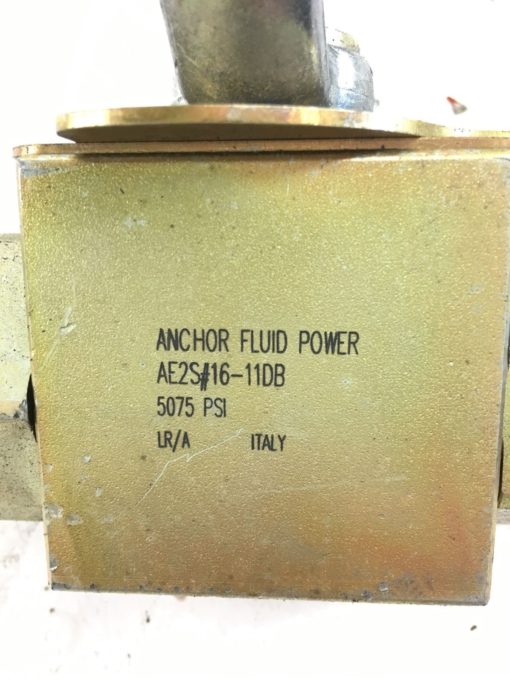 ANCHOR FLUID POWER
AE2S#16-11DB
5075 PSI
LR/A ITALY